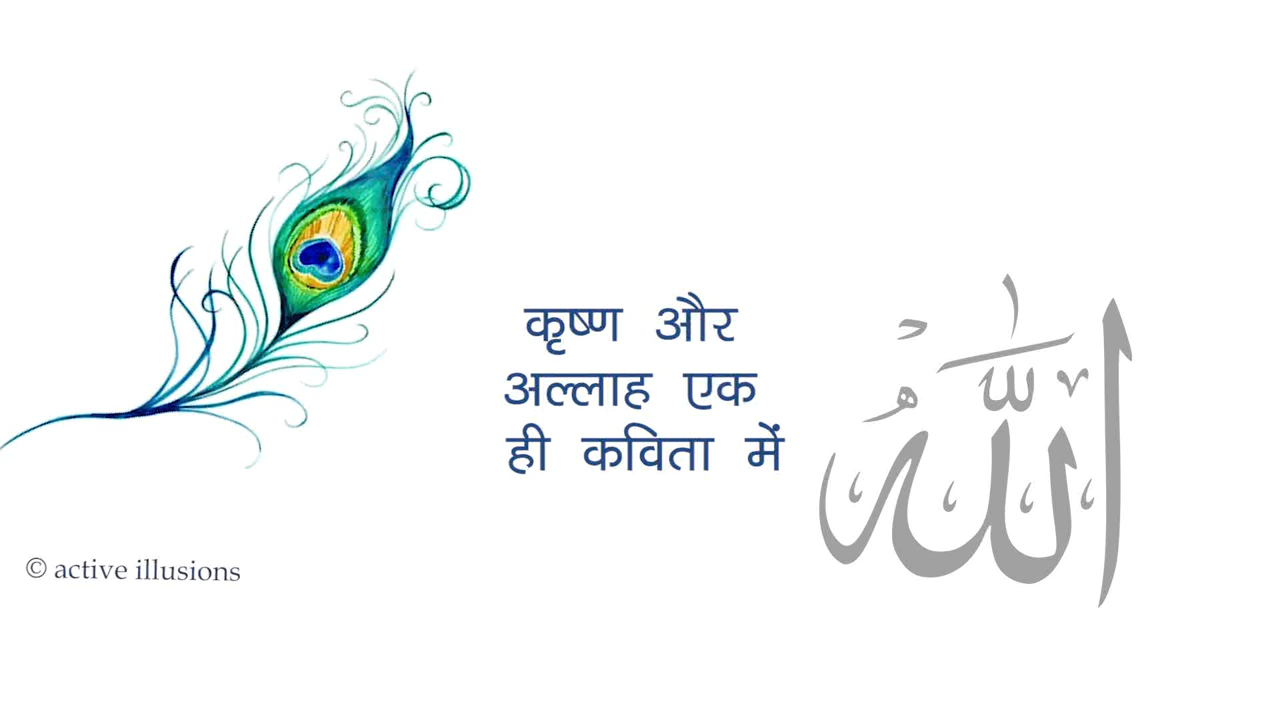 कृष्ण और
अल्लाह एक
ही कविता में
الله
© active illusions